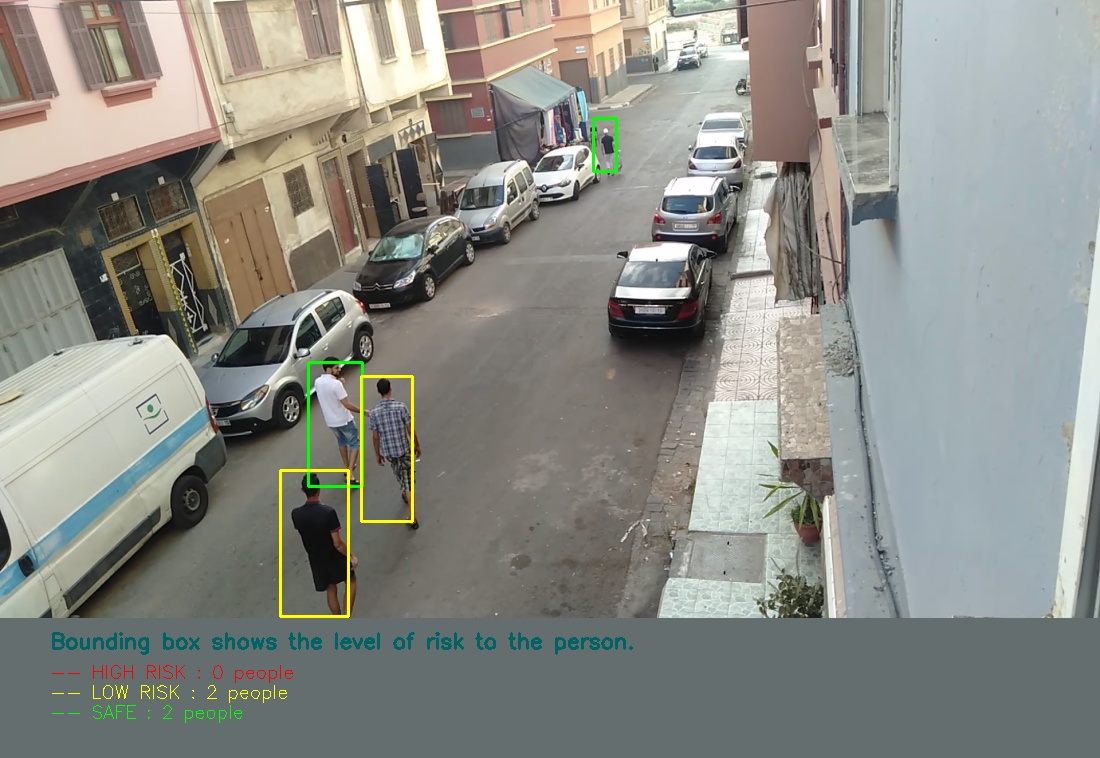 Bounding box shows the level of risk to the person.
-- HIGH RISK : 0 people
-- LOW RISK : 2 people
-- SAFE : 2 people